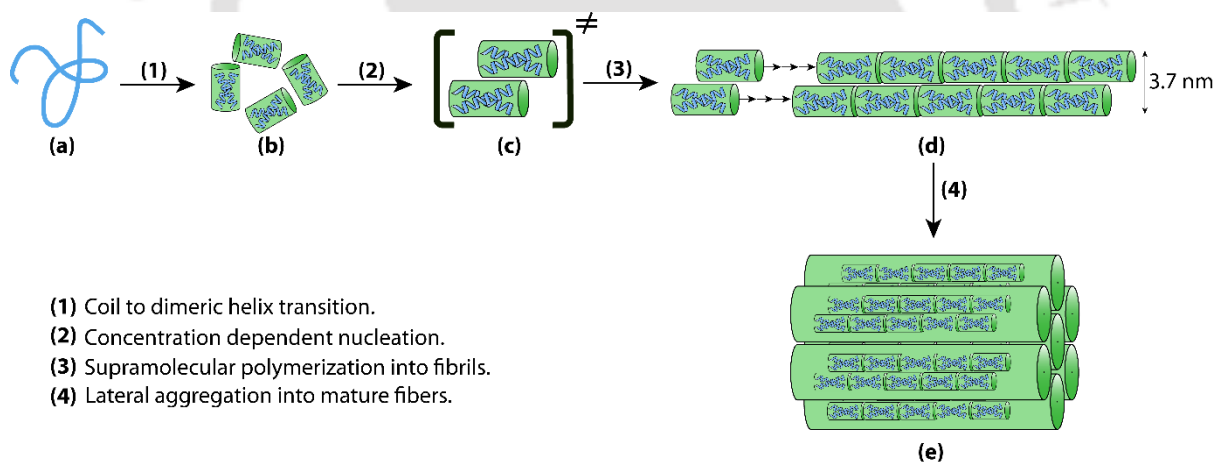 (1)
(2)
≠
(3)
3.7 nm
(a)
(b)
(c)
(d)
(4)
(1) Coil to dimeric helix transition.
(2) Concentration dependent nucleation.
(3) Supramolecular polymerization into fibrils.
(4) Lateral aggregation into mature fibers.
(e)